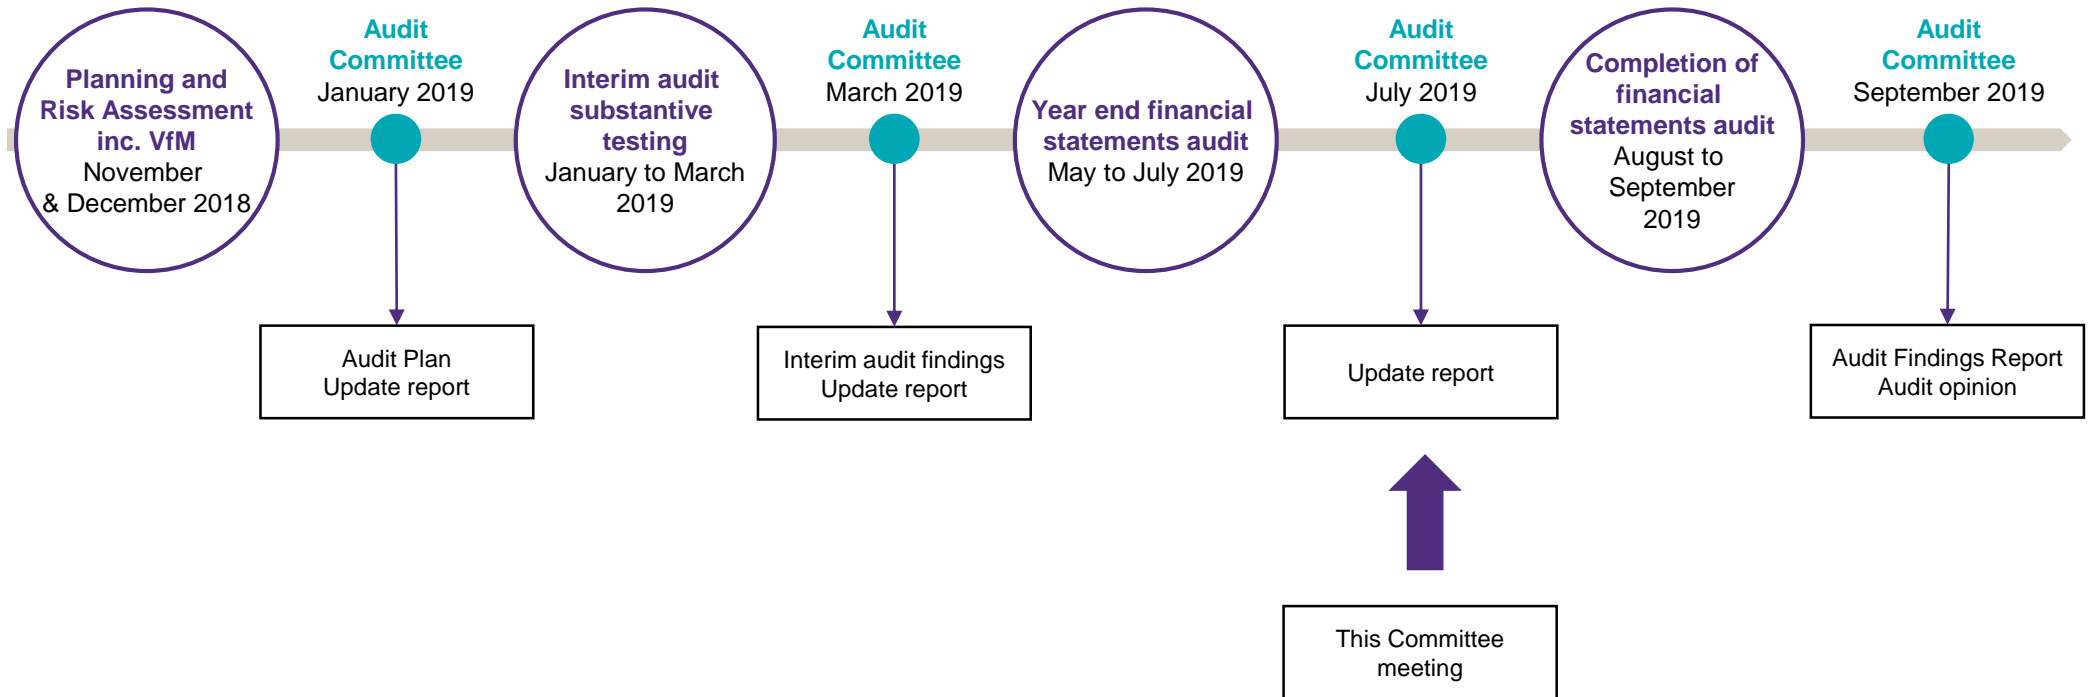 Planning and
Risk Assessment
inc. VfM
November
& December 2018
Audit
Committee
January 2019
Interim audit
substantive
testing
January to March
2019
Audit
Committee
March 2019
Year end financial
statements audit
May to July 2019
Audit
Committee
July 2019
Completion of
financial
statements audit
August to
September
2019
Audit
Committee
September 2019
Audit Plan
Update report
Interim audit findings
Update report
Update report
Audit Findings Report
Audit opinion
This Committee
meeting